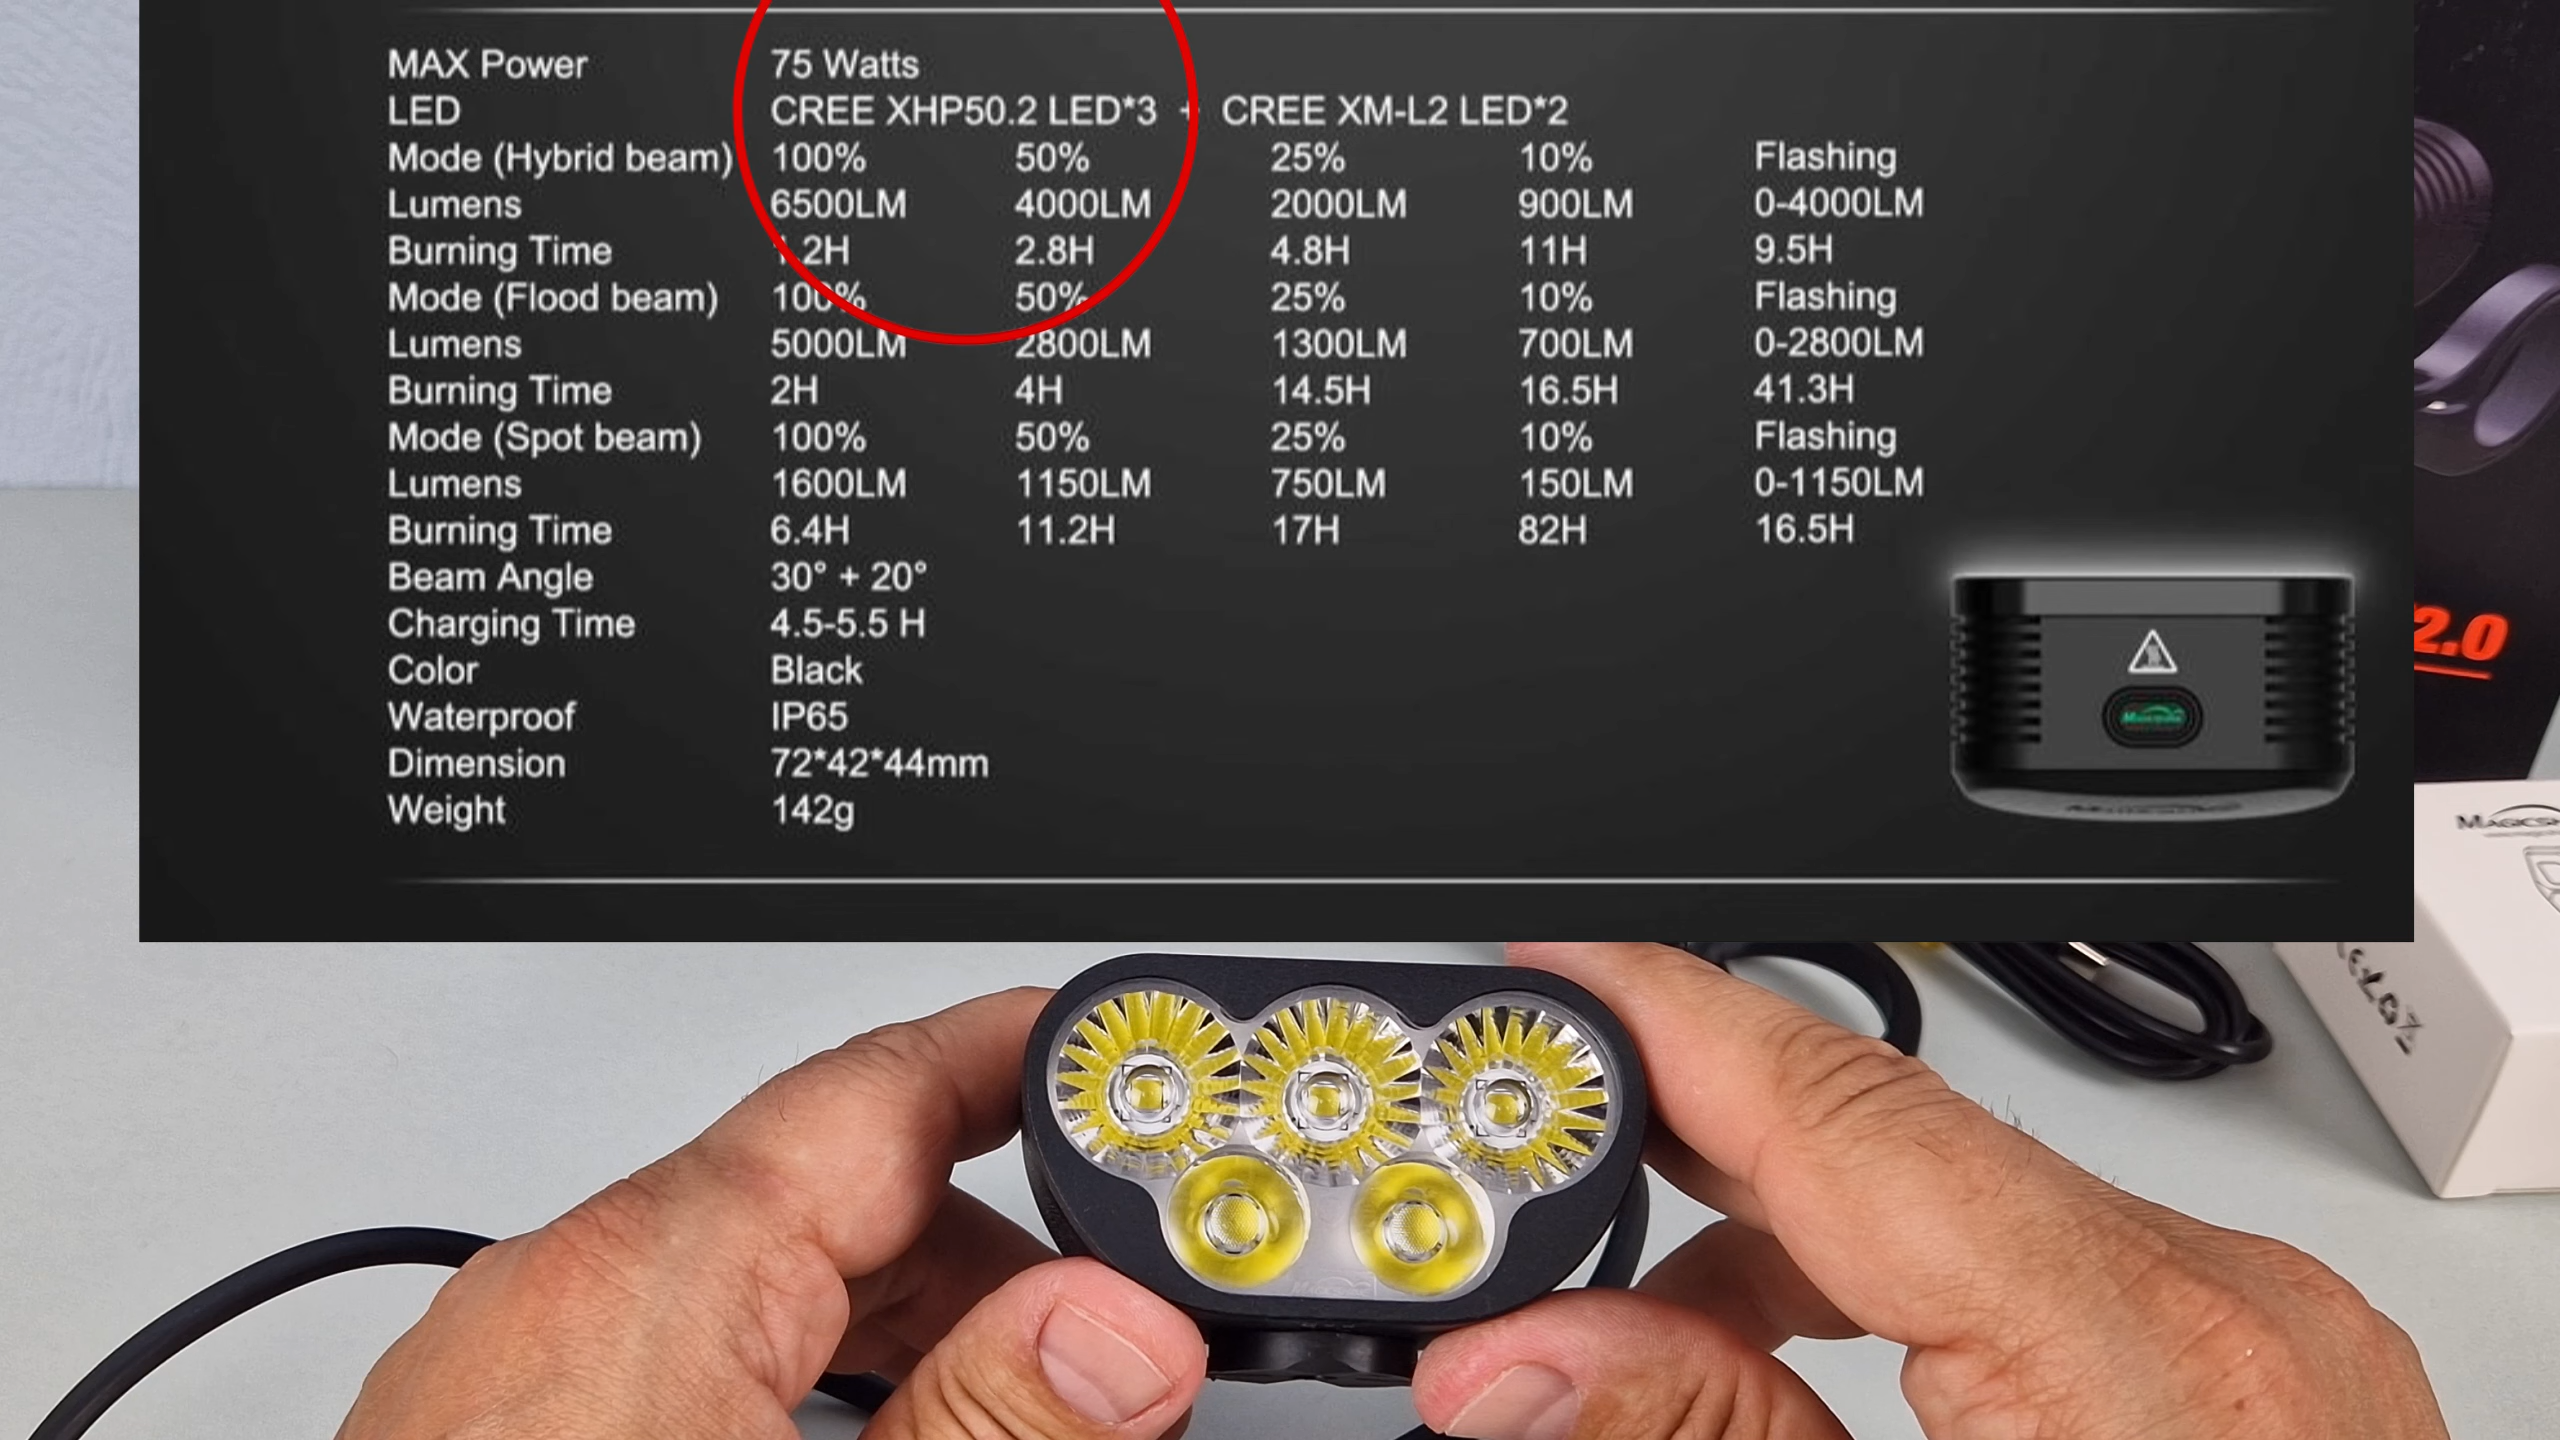 MAX Power 75 Watts
LED CREE XHP50.2 LED*3 + CREE XM-L2 LED*2
Mode (Hybrid beam) 100% 50% 25% 10% Flashing
Lumens 6500LM 4000LM 2000LM 900LM 0-4000LM
Burning Time 1.2H 2.8H 4.8H 11H 9.5H
Mode (Flood beam) 100% 50% 25% 10% Flashing
Lumens 5000LM 2800LM 1300LM 700LM 0-2800LM
Burning Time 2H 4H 14.5H 16.5H 41.3H
Mode (Spot beam) 100% 50% 25% 10% Flashing
Lumens 1600LM 1150LM 750LM 150LM 0-1150LM
Burning Time 6.4H 11.2H 17H 82H 16.5H
Beam Angle 30° + 20°
Charging Time 4.5-5.5 H
Color Black
Waterproof IP65
Dimension 72*42*44mm
Weight 142g
2.0